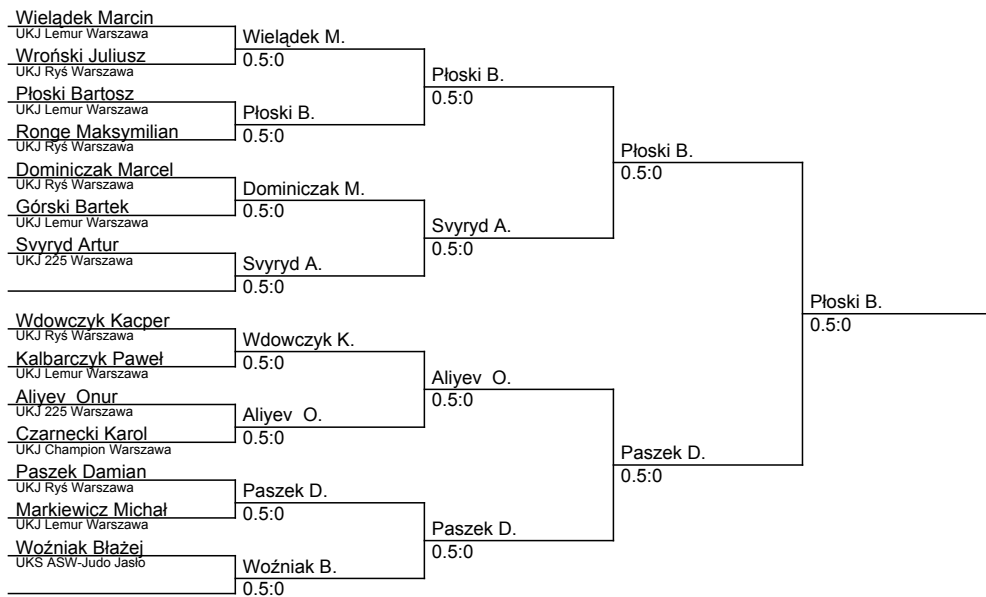 Wielądek Marcin
UKJ Lemur Warszawa
Wroński Juliusz
UKJ Ryś Warszawa
Płoski Bartosz
UKJ Lemur Warszawa
Ronge Maksymilian
UKJ Ryś Warszawa
Dominiczak Marcel
UKJ Ryś Warszawa
Górski Bartek
UKJ Lemur Warszawa
Svyryd Artur
UKJ 225 Warszawa
Wdowczyk Kacper
UKJ Ryś Warszawa
Kalbarczyk Paweł
UKJ Lemur Warszawa
Aliyev  Onur
UKJ 225 Warszawa
Czarnecki Karol
UKJ Champion Warszawa
Paszek Damian
UKJ Ryś Warszawa
Markiewicz Michał
UKJ Lemur Warszawa
Woźniak Błażej
UKS ASW-Judo Jasło
Wielądek M.
0.5:0
Płoski B.
0.5:0
Dominiczak M.
0.5:0
Svyryd A.
0.5:0
Wdowczyk K.
0.5:0
Aliyev  O.
0.5:0
Paszek D.
0.5:0
Woźniak B.
0.5:0
Płoski B.
0.5:0
Svyryd A.
0.5:0
Aliyev  O.
0.5:0
Paszek D.
0.5:0
Płoski B.
0.5:0
Paszek D.
0.5:0
Płoski B.
0.5:0